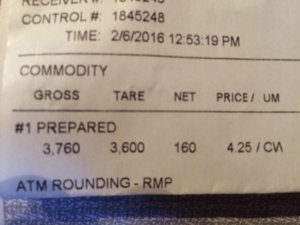 CONTROL #: 1845248
TIME: 2/6/2016 12:53:19 PM
COMMODITY
GROSS TARE NET PRICE / UM
#1 PREPARED
3,760 3,600 160 4.25 /
ATM ROUNDING - RMP